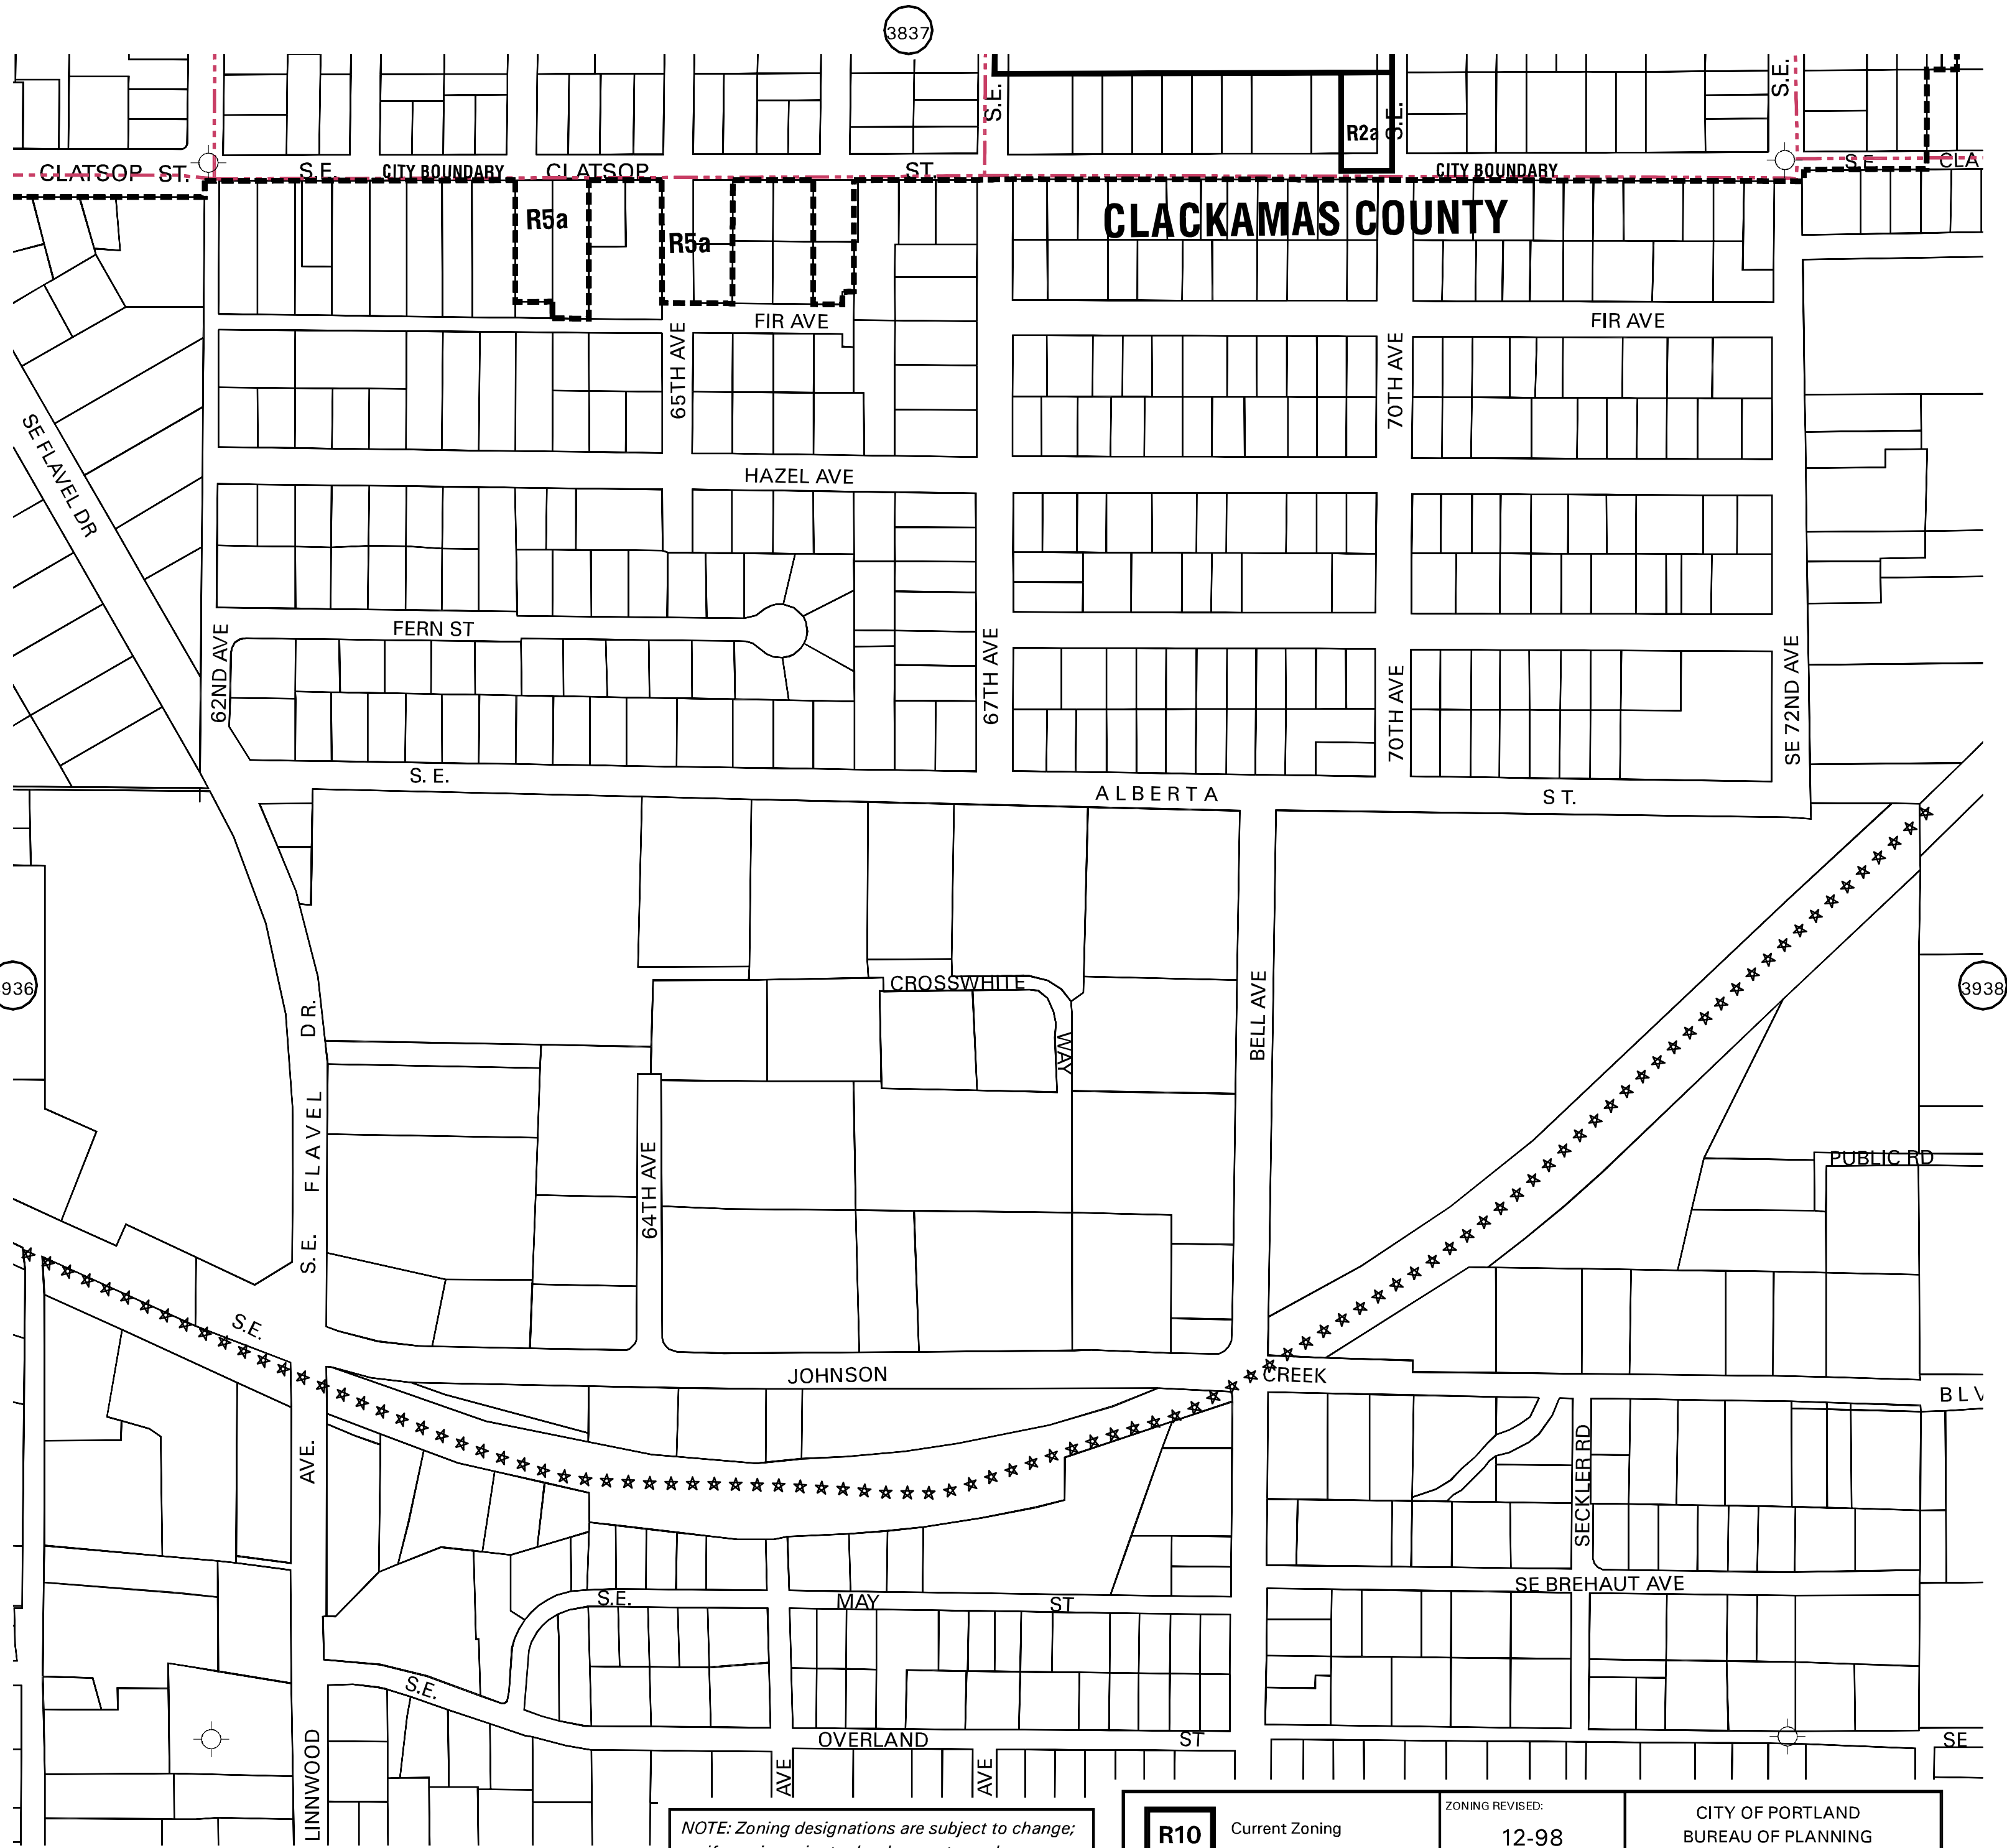 3837
S.E.
S.E.
S.E.
R2a
CLATSOP ST.
S.E.
CITY BOUNDARY
CLATSOP
ST.
CITY BOUNDARY
S.E.
CLA
R5a
R5a
CLACKAMAS COUNTY
FIR AVE
FIR AVE
65TH AVE
70TH AVE
SE FLAVEL DR
HAZEL AVE
FERN ST
62ND AVE
67TH AVE
70TH AVE
SE 72ND AVE
S. E.
ALBERTA
ST.
936
3938
CROSSWHITE
WAY
BELL AVE
S.E. FLAVEL DR.
64TH AVE
PUBLIC RD
S.E.
JOHNSON
CREEK
BLV
AVE.
SECKLER RD
SE BREHAUT AVE
S.E.
MAY
ST
S.E.
OVERLAND
ST
SE
LINNWOOD
AVE
AVE
NOTE: Zoning designations are subject to change;
R10
Current Zoning
ZONING REVISED:
12-98
CITY OF PORTLAND
BUREAU OF PLANNING